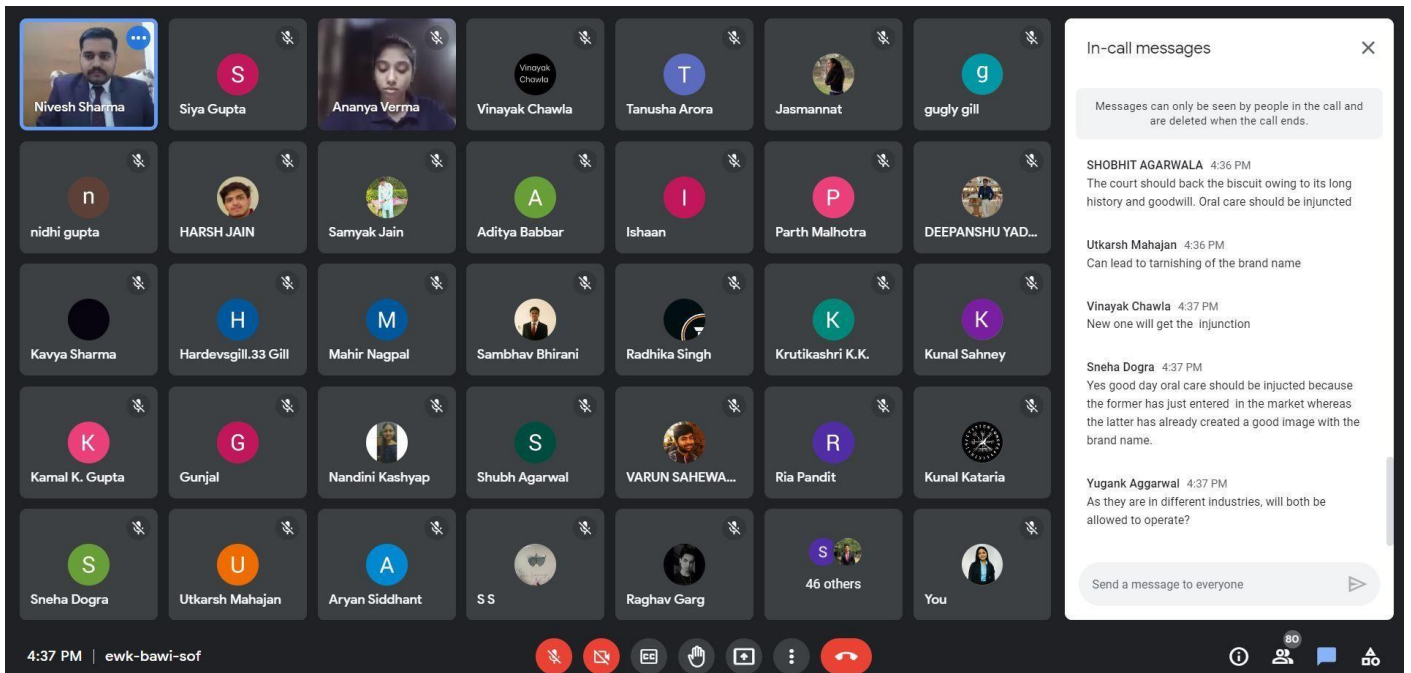 Nivesh Sharma
S
Siya Gupta
Ananya Verma
Vinayak
Chawla
Vinayak Chawla
T
Tanusha Arora
Jasmannat
g
gugly gill
n
nidhi gupta
HARSH JAIN
Samyak Jain
A
Aditya Babbar
I
Ishaan
P
Parth Malhotra
DEEPANSHU YAD...
Kavya Sharma
H
Hardevsgill.33 Gill
M
Mahir Nagpal
Sambhav Bhirani
Radhika Singh
K
Krutikashri K.K.
K
Kunal Sahney
K
Kamal K. Gupta
G
Gunjal
Nandini Kashyap
S
Shubh Agarwal
VARUN SAHEWA...
R
Ria Pandit
Kunal Kataria
S
Sneha Dogra
U
Utkarsh Mahajan
A
Aryan Siddhant
S S
Raghav Garg
S
46 others
You
In-call messages
Messages can only be seen by people in the call and
are deleted when the call ends.
SHOBHIT AGARWALA 4:36 PM
The court should back the biscuit owing to its long
history and goodwill. Oral care should be injuncted
Utkarsh Mahajan 4:36 PM
Can lead to tarnishing of the brand name
Vinayak Chawla 4:37 PM
New one will get the injunction
Sneha Dogra 4:37 PM
Yes good day oral care should be injucted because
the former has just entered in the market whereas
the latter has already created a good image with the
brand name.
Yugank Aggarwal 4:37 PM
As they are in different industries, will both be
allowed to operate?
Send a message to everyone
4:37 PM | ewk-bawi-sof
CC
80